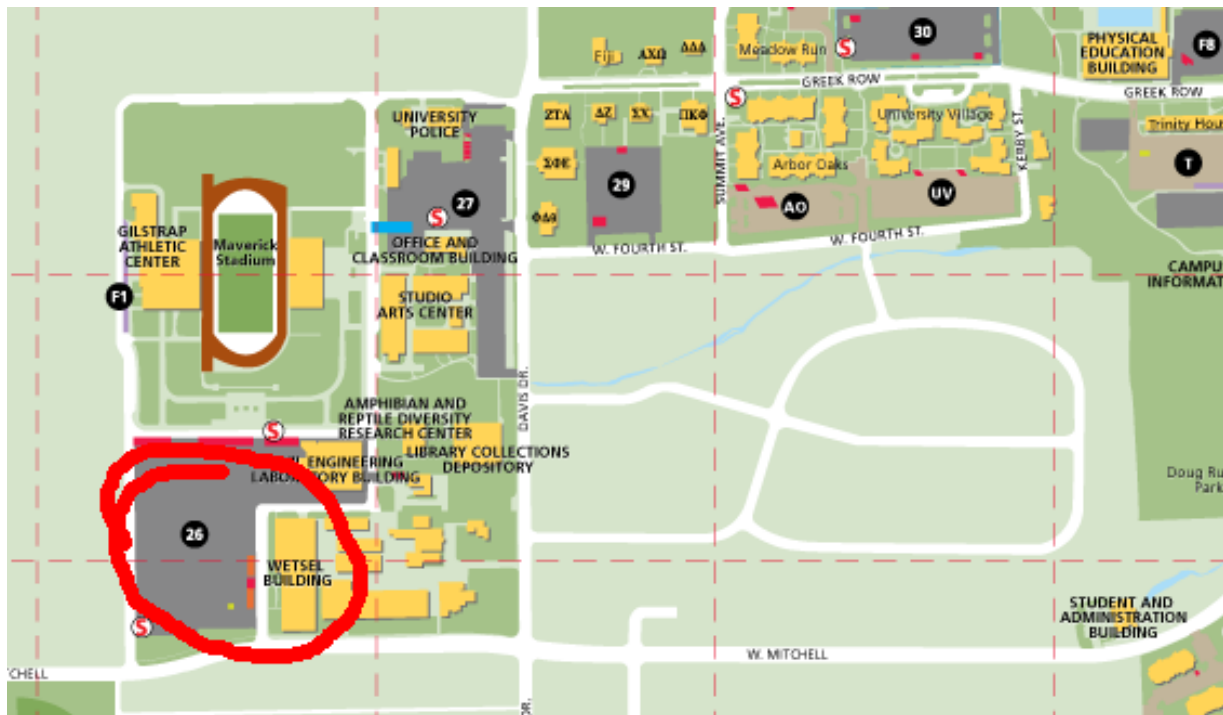 Fiji
ΑΧΩ
ΔΔΔ
Meadow Run
30
PHYSICAL
EDUCATION
BUILDING
F8
GREEK ROW
GREEK ROW
UNIVERSITY
POLICE
ΖΤΑ
ΔΖ
ΣΧ
ΠΚΦ
SUMMIT AVE.
University Village
KERBY ST.
Trinity Hou
ΣΦΕ
29
Arbor Oaks
T
27
AO
UV
ΦΔΘ
W. FOURTH ST.
W. FOURTH ST.
GILSTRAP
ATHLETIC
CENTER
Maverick
Stadium
OFFICE AND
CLASSROOM BUILDING
CAMPU
INFORMAT
F1
STUDIO
ARTS CENTER
DAVIS DR.
AMPHIBIAN AND
REPTILE DIVERSITY
RESEARCH CENTER
LIBRARY COLLECTIONS
DEPOSITORY
ENGINEERING
LABORATORY BUILDING
Doug Ru
Park
26
WETSEL
BUILDING
STUDENT AND
ADMINISTRATION
BUILDING
W. MITCHELL
TCHELL
DR.
S
S
S
S
S